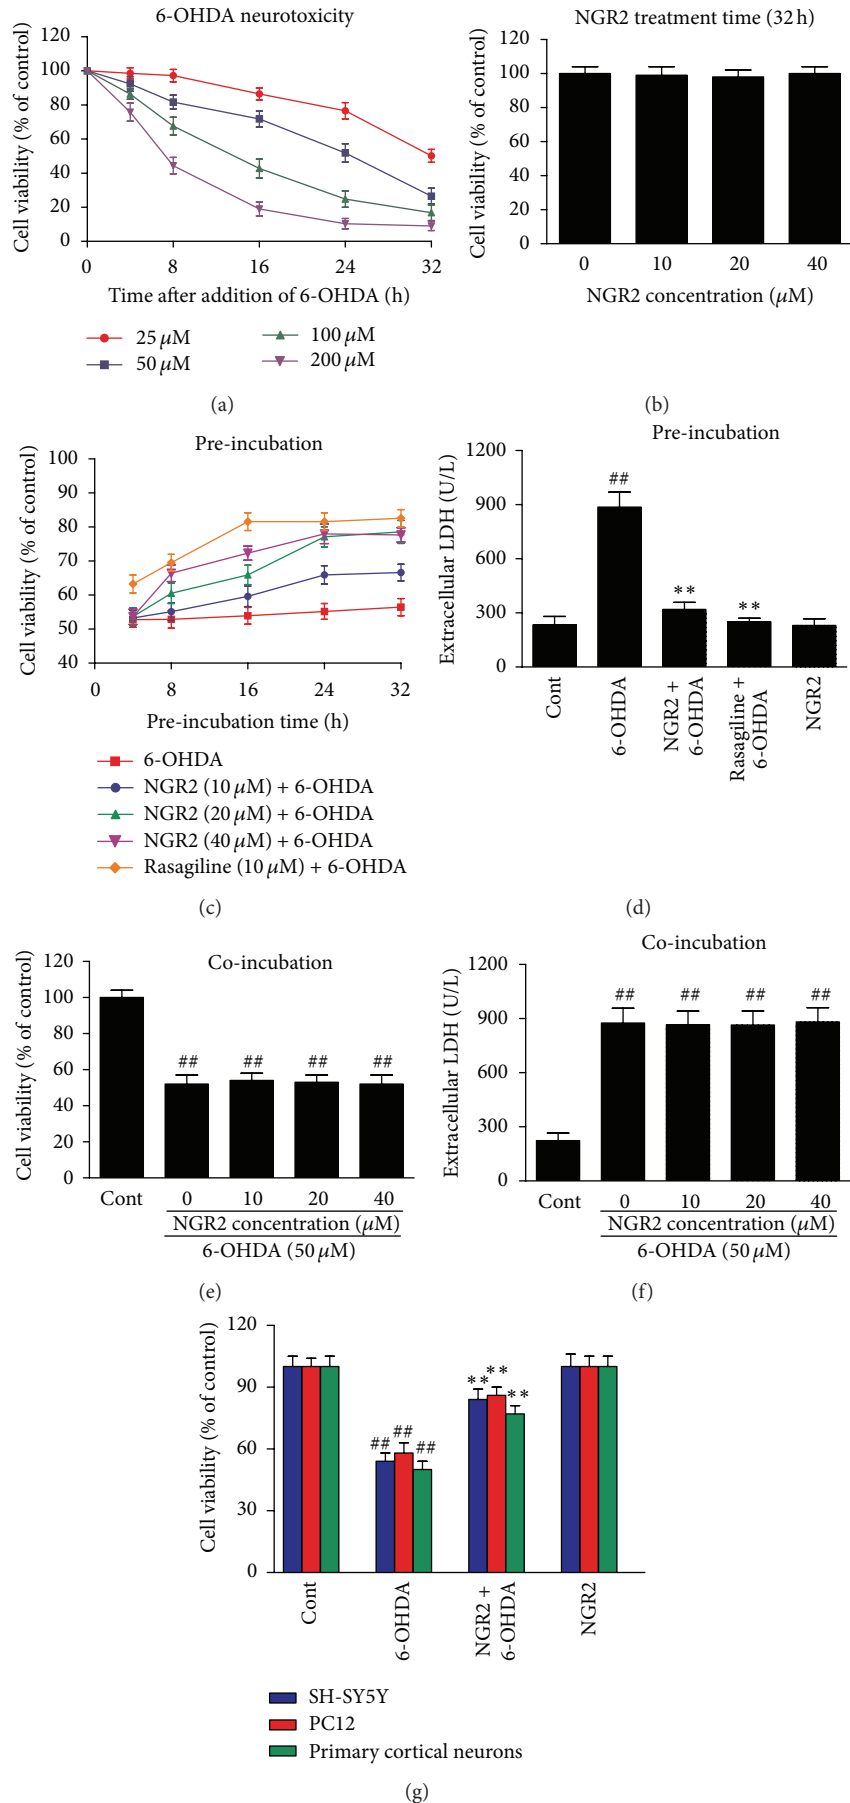 6-OHDA neurotoxicity
Cell viability (% of control)
120
100
80
60
40
20
0
0 8 16 24 32
Time after addition of 6-OHDA (h)
25 μM
50 μM
100 μM
200 μM
(a)
NGR2 treatment time (32 h)
Cell viability (% of control)
120
100
80
60
40
20
0
0 10 20 40
NGR2 concentration (μM)
(b)
Pre-incubation
Cell viability (% of control)
100
90
80
70
60
50
40
0 8 16 24 32
Pre-incubation time (h)
6-OHDA
NGR2 (10 μM) + 6-OHDA
NGR2 (20 μM) + 6-OHDA
NGR2 (40 μM) + 6-OHDA
Rasagiline (10 μM) + 6-OHDA
(c)
Pre-incubation
Extracellular LDH (U/L)
1200
900
600
300
0
##
**
**
Cont
6-OHDA
NGR2 +
6-OHDA
Rasagiline +
6-OHDA
NGR2
(d)
Co-incubation
Cell viability (% of control)
120
100
80
60
40
20
0
## ## ## ##
Cont 0 10 20 40
NGR2 concentration (μM)
6-OHDA (50 μM)
(e)
Co-incubation
Extracellular LDH (U/L)
1200
900
600
300
0
## ## ## ##
Cont 0 10 20 40
NGR2 concentration (μM)
6-OHDA (50 μM)
(f)
Cell viability (% of control)
120
90
60
30
0
## ## ##
** ** **
Cont
6-OHDA
NGR2 +
6-OHDA
NGR2
SH-SY5Y
PC12
Primary cortical neurons
(g)